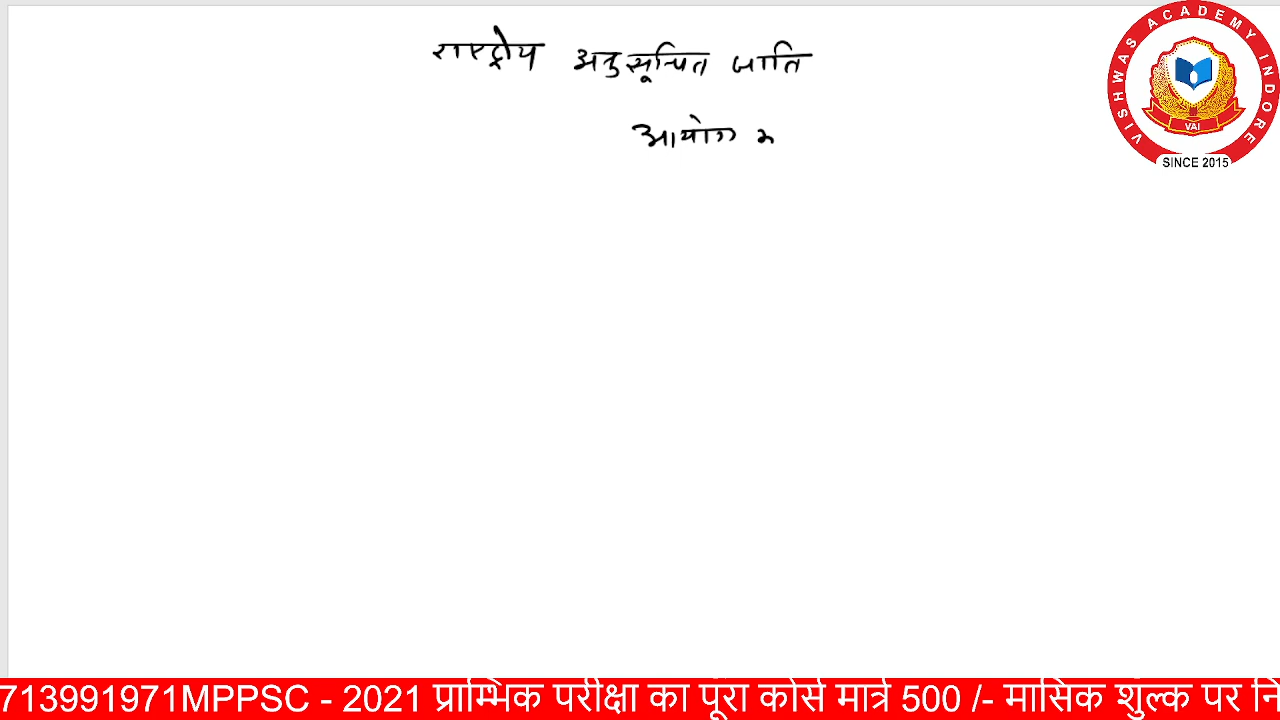 राष्ट्रीय अनुसूचित जाति
आयोग
VISHWAS ACADEMY INDORE
VAI
SINCE 2015
713991971MPPSC - 2021 प्राम्भिक परीक्षा का पूरा कोर्स मार्त्र 500 /- मासिक शुल्क पर नि